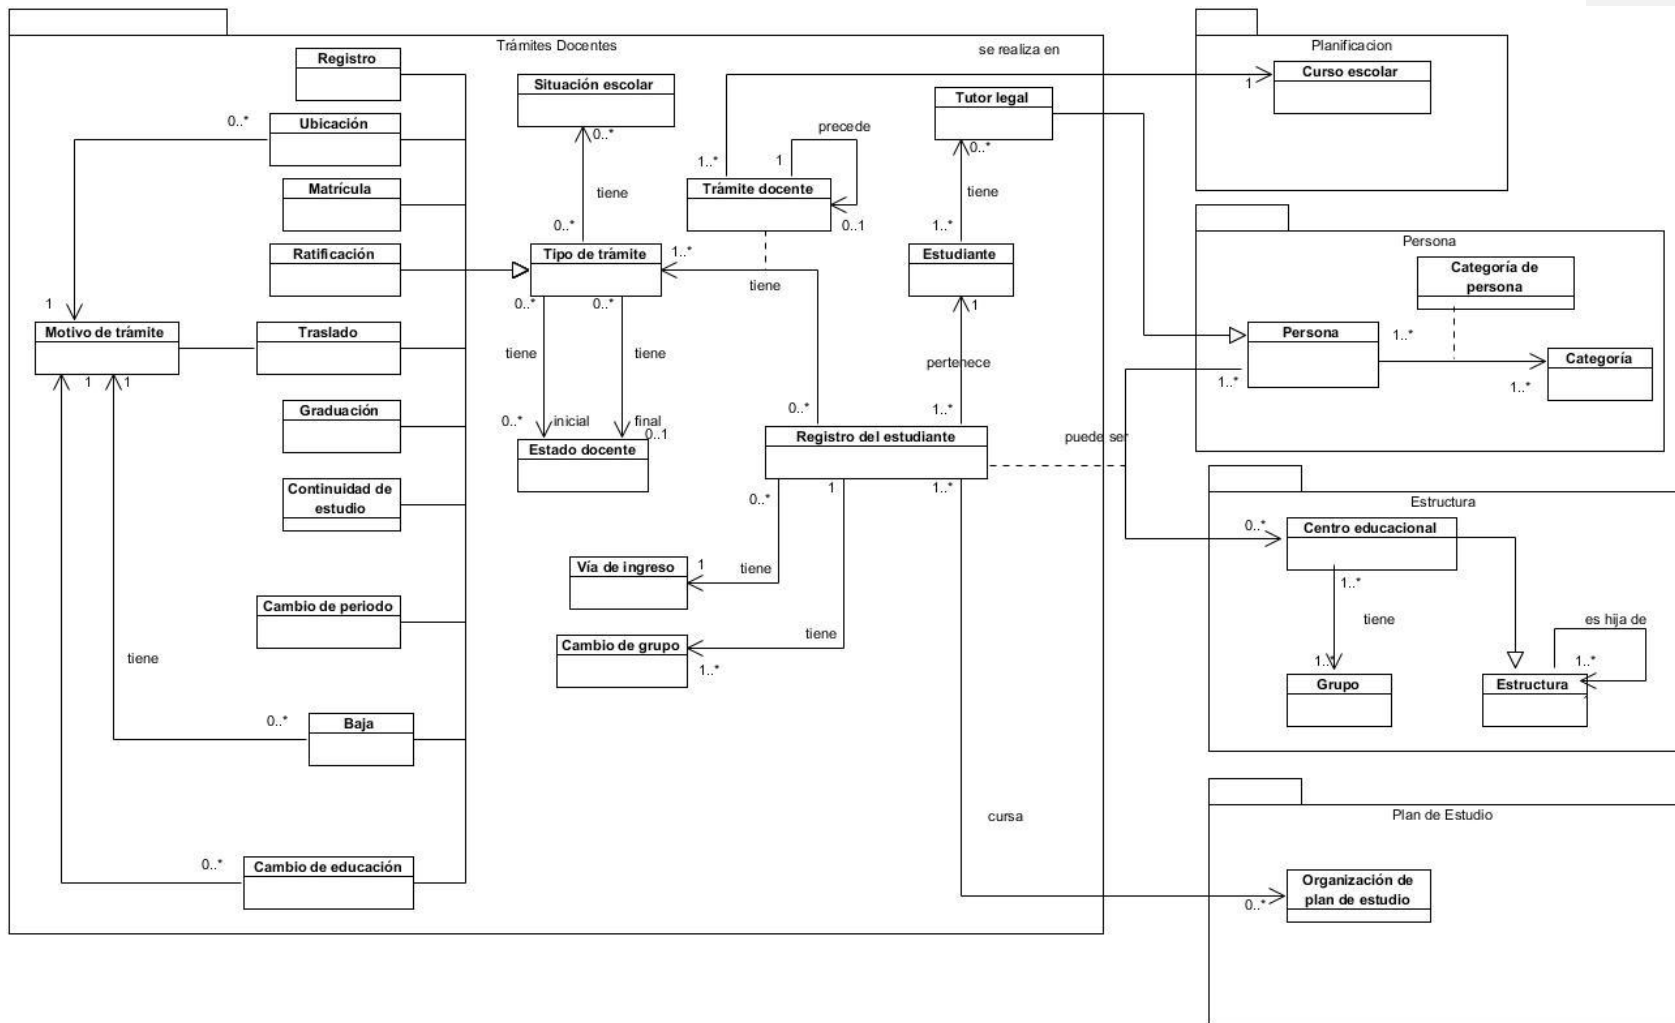 Trámites Docentes
se realiza en
Planificacion
Registro
Situación escolar
Curso escolar
1
Tutor legal
0..*
Ubicación
0..*
precede
0..*
1..*
1
Matrícula
Trámite docente
tiene
tiene
0..*
1..*
0..1
Persona
Ratificación
Tipo de trámite
1..*
Estudiante
Categoría de
persona
tiene
1
0..*
0..*
1
Motivo de trámite
Traslado
Persona
1..*
Categoría
tiene
tiene
pertenece
1
1
1..*
1..*
Graduación
0..*
1..*
0..*
inicial
final
0..1
Registro del estudiante
puede ser
Estado docente
Continuidad de
estudio
0..*
1
1..*
Estructura
Centro educacional
0..*
Vía de ingreso
1
tiene
1..*
Cambio de periodo
tiene
es hija de
Cambio de grupo
tiene
1..*
tiene
1..*
1..*
Grupo
Estructura
0..*
Baja
cursa
Plan de Estudio
0..*
Cambio de educación
Organización de
plan de estudio
0..*